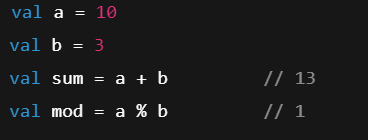 val a = 10
val b = 3
val sum = a + b         // 13
val mod = a % b         // 1